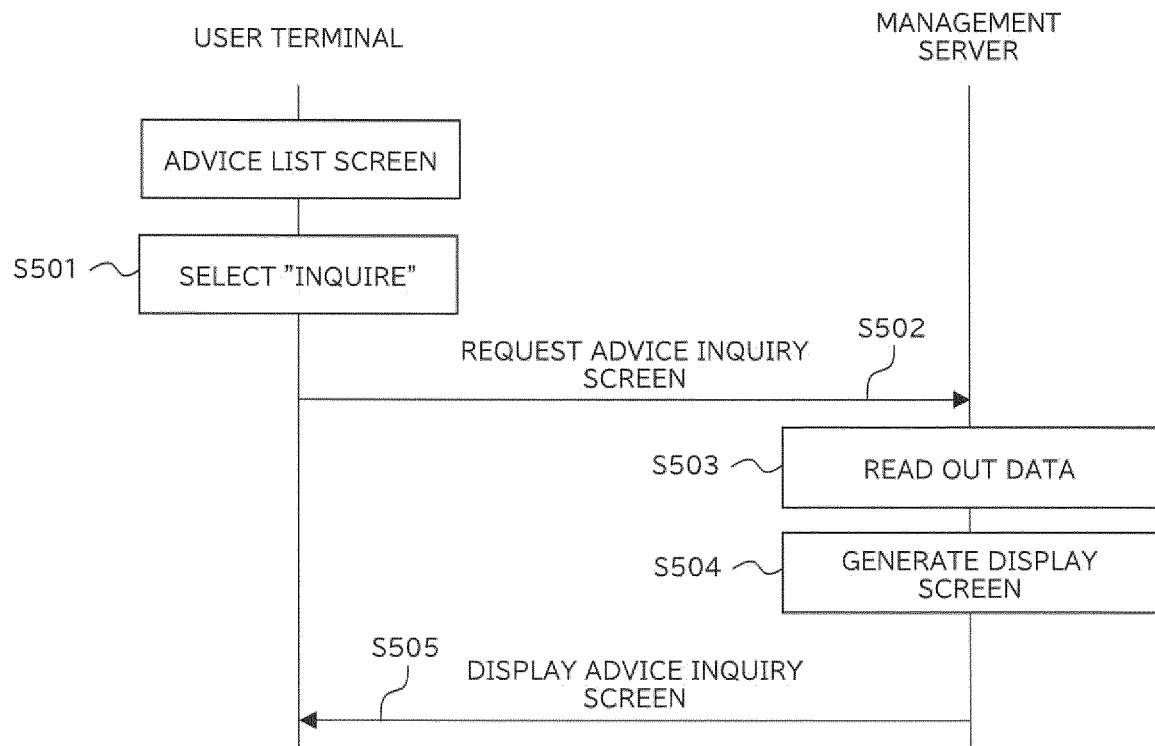 USER TERMINAL
MANAGEMENT
SERVER
ADVICE LIST SCREEN
S501
SELECT "INQUIRE"
S502
REQUEST ADVICE INQUIRY
SCREEN
S503
READ OUT DATA
S504
GENERATE DISPLAY
SCREEN
S505
DISPLAY ADVICE INQUIRY
SCREEN